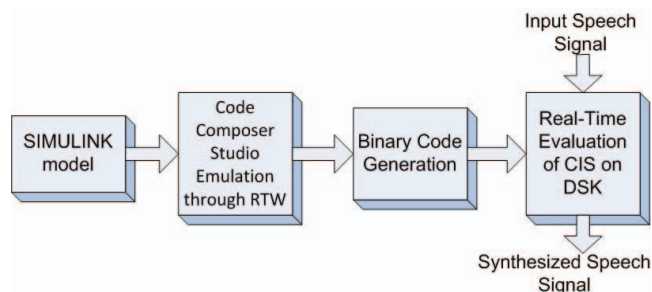 Input Speech
Signal
SIMULINK
model
Code
Composer
Studio
Emulation
through RTW
Binary Code
Generation
Real-Time
Evaluation
of CIS on
DSK
Synthesized Speech
Signal